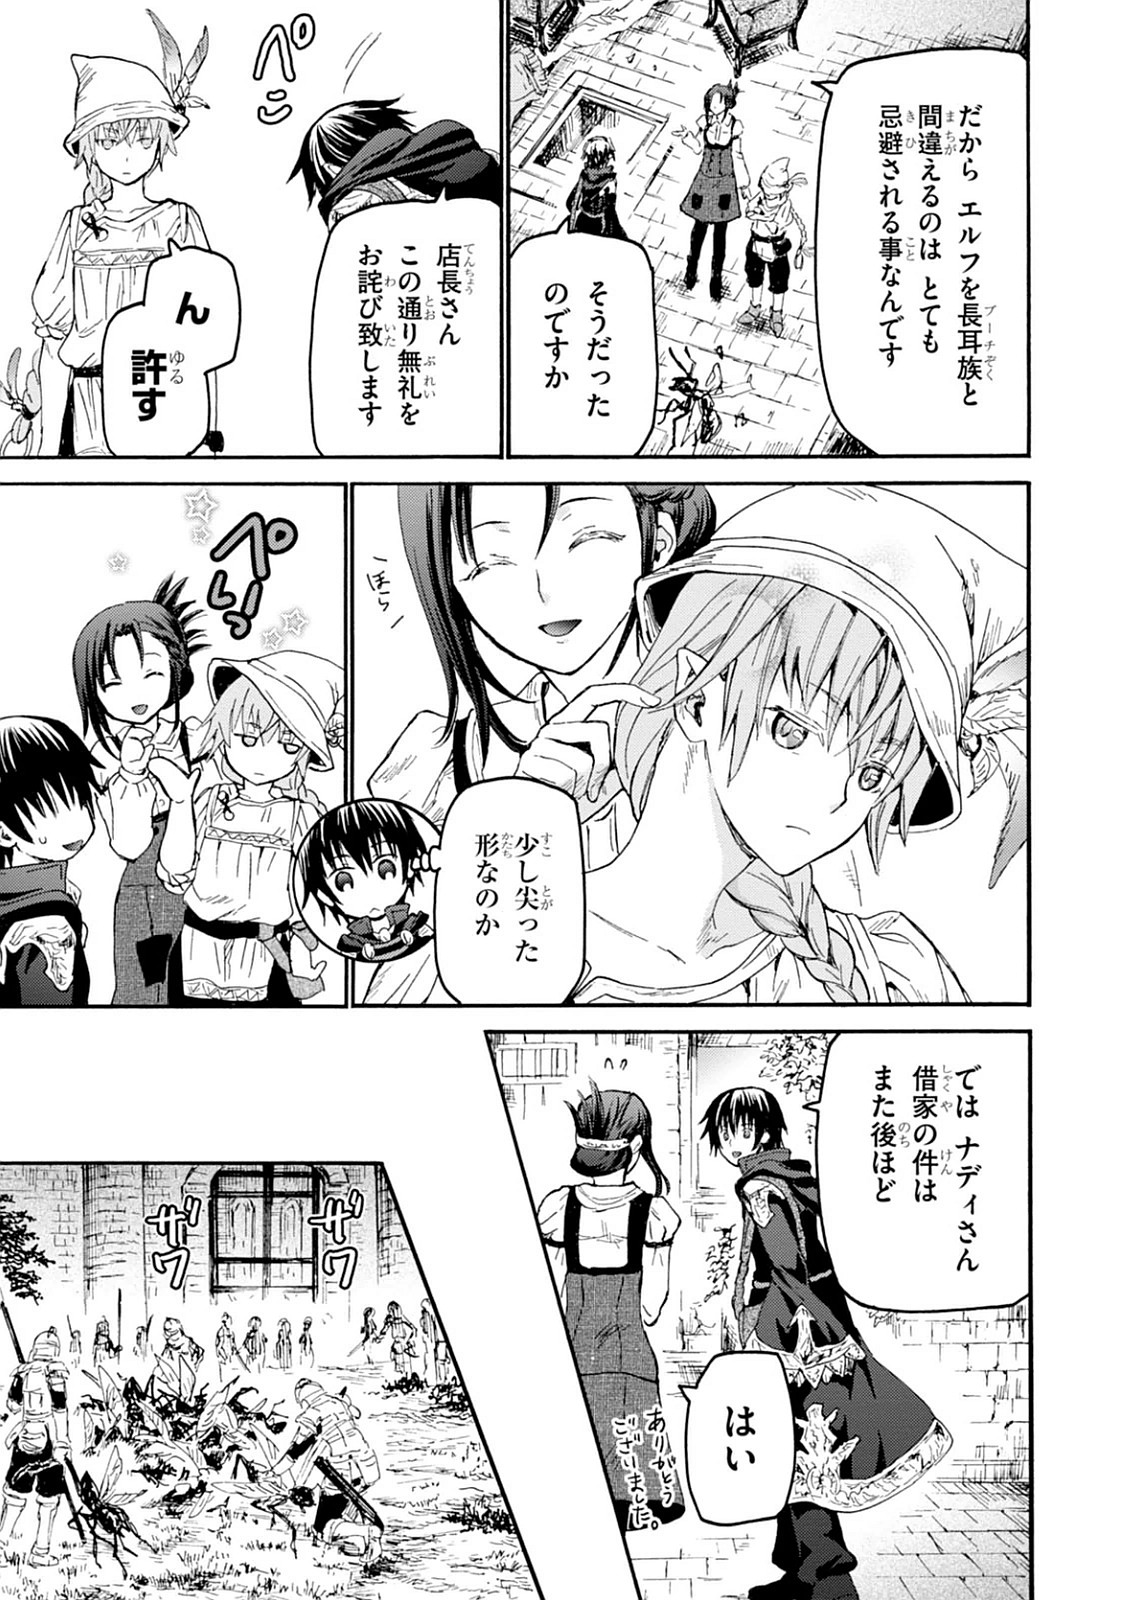 だから エルフを長耳族と
間違えるのは とても
忌避される事なんです
そうだった
のですか
店長さん
この通り無礼を
お詫び致します
ペこ
ん
許す
ほら
少し尖った
形なのか
ぺしっ
では ナディさん
借家の件は
また後ほど
はい
ありがとう
ございました。
ザワ
ザワ